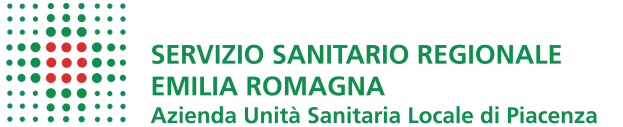 SERVIZIO SANITARIO REGIONALE
EMILIA ROMAGNA
Azienda Unità Sanitaria Locale di Piacenza